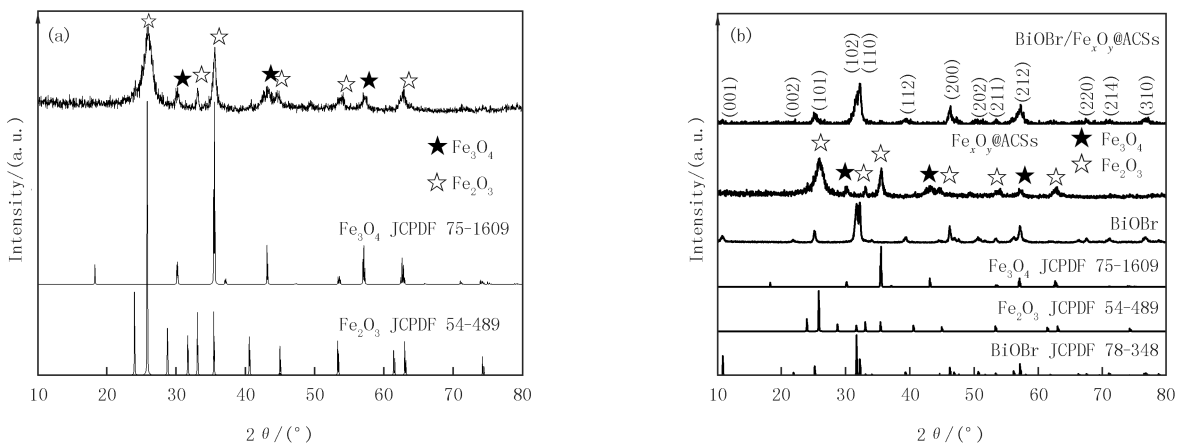 (a)
Fe₃O₄
Fe₂O₃
Fe₃O₄ JCPDF 75-1609
Fe₂O₃ JCPDF 54-489
Intensity/(a.u.)
10 20 30 40 50 60 70 80
2θ/(°)
(b)
BiOBr/FeₓOᵧ@ACSs
(001) (002) (101) (102) (110) (112) (200) (202) (211) (212) (220) (214) (310)
FeₓOᵧ@ACSs
Fe₃O₄
Fe₂O₃
BiOBr
Fe₃O₄ JCPDF 75-1609
Fe₂O₃ JCPDF 54-489
BiOBr JCPDF 78-348
Intensity/(a.u.)
10 20 30 40 50 60 70 80
2θ/(°)